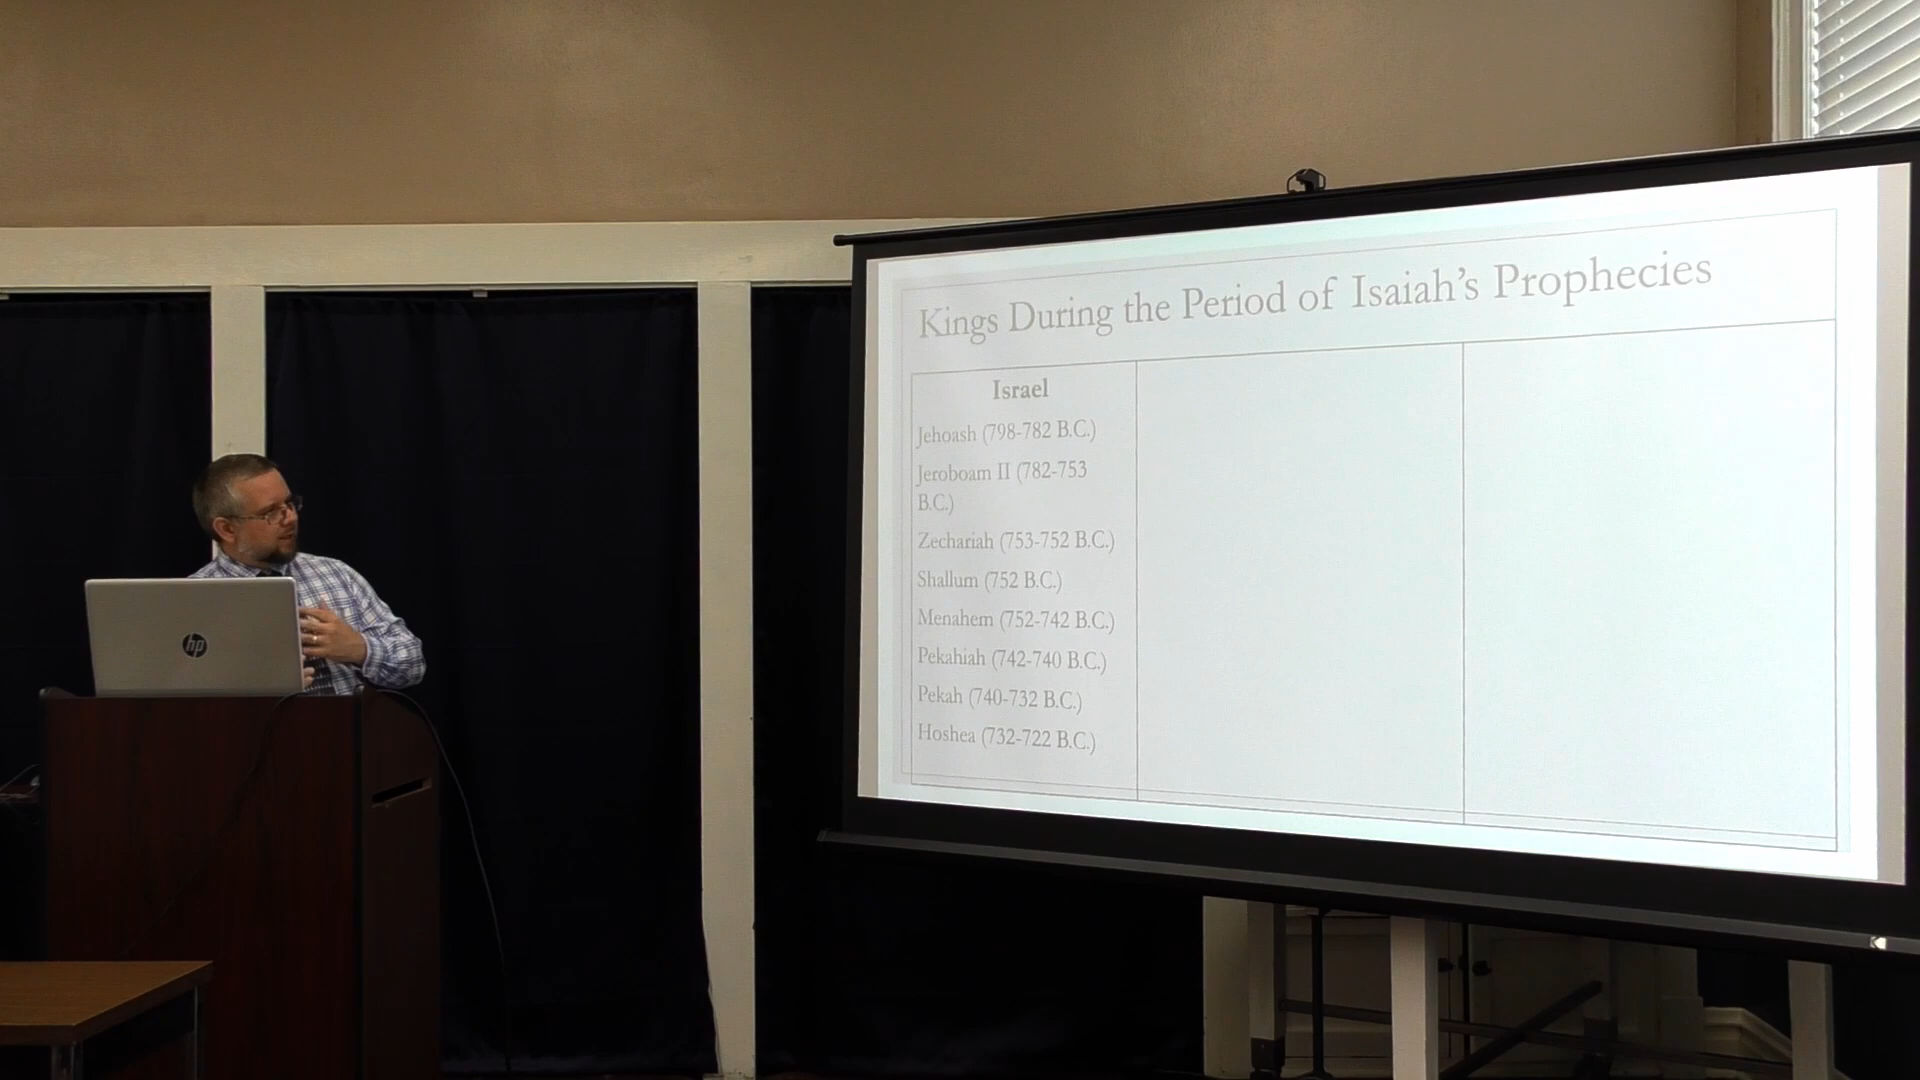 Kings During the Period of Isaiah's Prophecies
Israel
Jehoash (798-782 B.C.)
Jeroboam II (782-753
B.C.)
Zechariah (753-752 B.C.)
Shallum (752 B.C.)
Menahem (752-742 B.C.)
Pekahiah (742-740 B.C.)
Pekah (740-732 B.C.)
Hoshea (732-722 B.C.)
hp